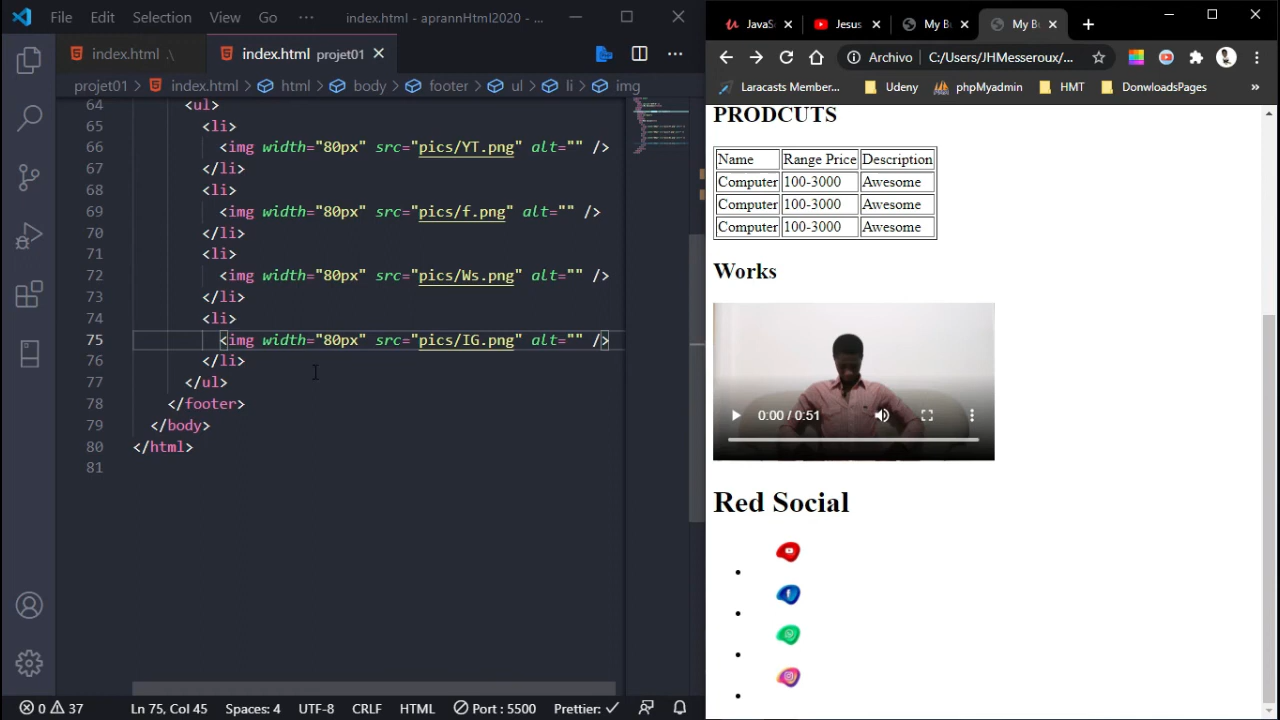 File Edit Selection View Go ··· index.html - aprannHtml2020 - ...
index.html .\ index.html projet01
projet01 > index.html > html > body > footer > ul > li > img
64 <ul>
65 <li>
66 <img width="80px" src="pics/YT.png" alt="" />
67 </li>
68 <li>
69 <img width="80px" src="pics/f.png" alt="" />
70 </li>
71 <li>
72 <img width="80px" src="pics/Ws.png" alt="" />
73 </li>
74 <li>
75 <img width="80px" src="pics/IG.png" alt="" />
76 </li>
77 </ul>
78 </footer>
79 </body>
80 </html>
81
0 37 Ln 75, Col 45 Spaces: 4 UTF-8 CRLF HTML Port : 5500 Prettier: ✓
JavaS Jesus My B My B
Archivo C:/Users/JHMesseroux/...
Laracasts Member... Udeny phpMyadmin HMT DonwloadsPages »
PRODCUTS
Name Range Price Description
Computer 100-3000 Awesome
Computer 100-3000 Awesome
Computer 100-3000 Awesome
Works
0:00 / 0:51
Red Social